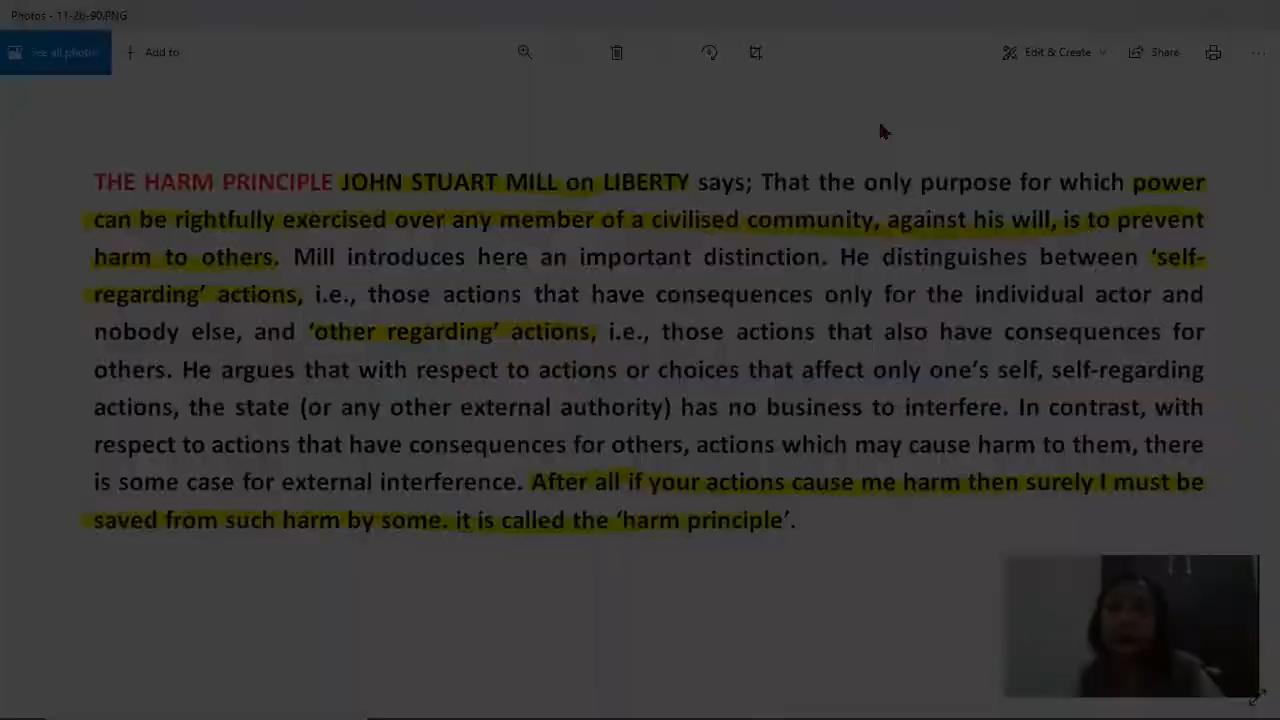 Photos - 11-2b-90.PNG
See all photos
Add to
Edit & Create
Share
THE HARM PRINCIPLE JOHN STUART MILL on LIBERTY says; That the only purpose for which power
can be rightfully exercised over any member of a civilised community, against his will, is to prevent
harm to others. Mill introduces here an important distinction. He distinguishes between ‘self-
regarding’ actions, i.e., those actions that have consequences only for the individual actor and
nobody else, and ‘other regarding’ actions, i.e., those actions that also have consequences for
others. He argues that with respect to actions or choices that affect only one’s self, self-regarding
actions, the state (or any other external authority) has no business to interfere. In contrast, with
respect to actions that have consequences for others, actions which may cause harm to them, there
is some case for external interference. After all if your actions cause me harm then surely I must be
saved from such harm by some. it is called the ‘harm principle’.